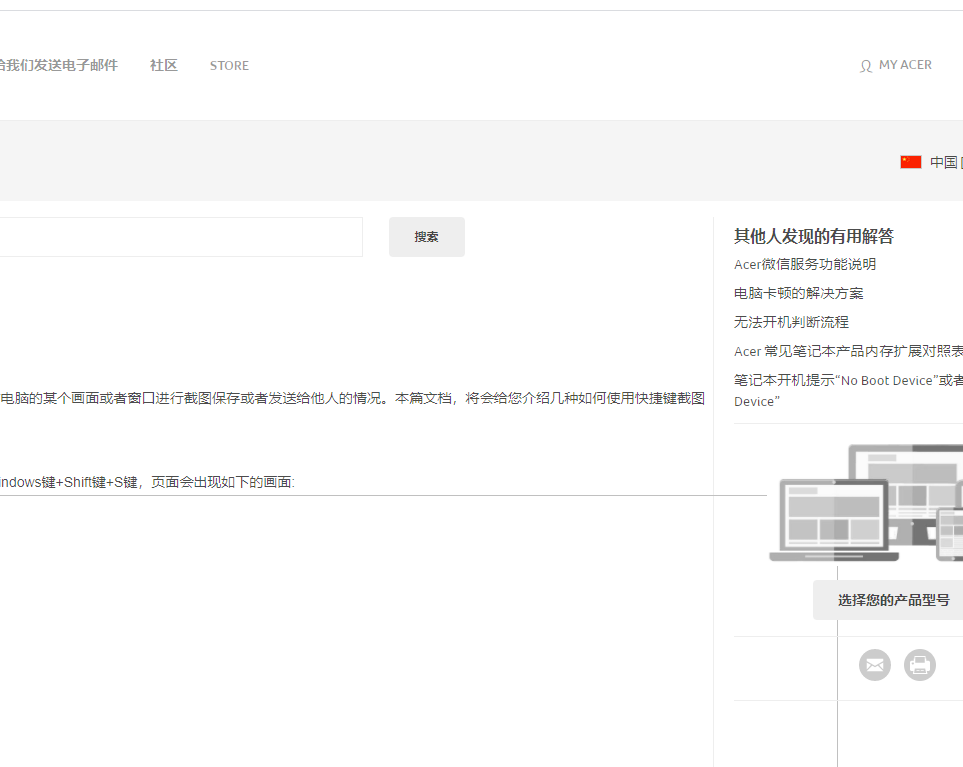 我们发送电子邮件
社区
STORE
MY ACER
中国
搜索
其他人发现的有用解答
Acer微信服务功能说明
电脑卡顿的解决方案
无法开机判断流程
Acer 常见笔记本产品内存扩展对照表
笔记本开机提示“No Boot Device”或者
Device”
电脑的某个画面或者窗口进行截图保存或者发送给他人的情况。本篇文档，将会给您介绍几种如何使用快捷键截图
indows键+Shift键+S键，页面会出现如下的画面:
选择您的产品型号